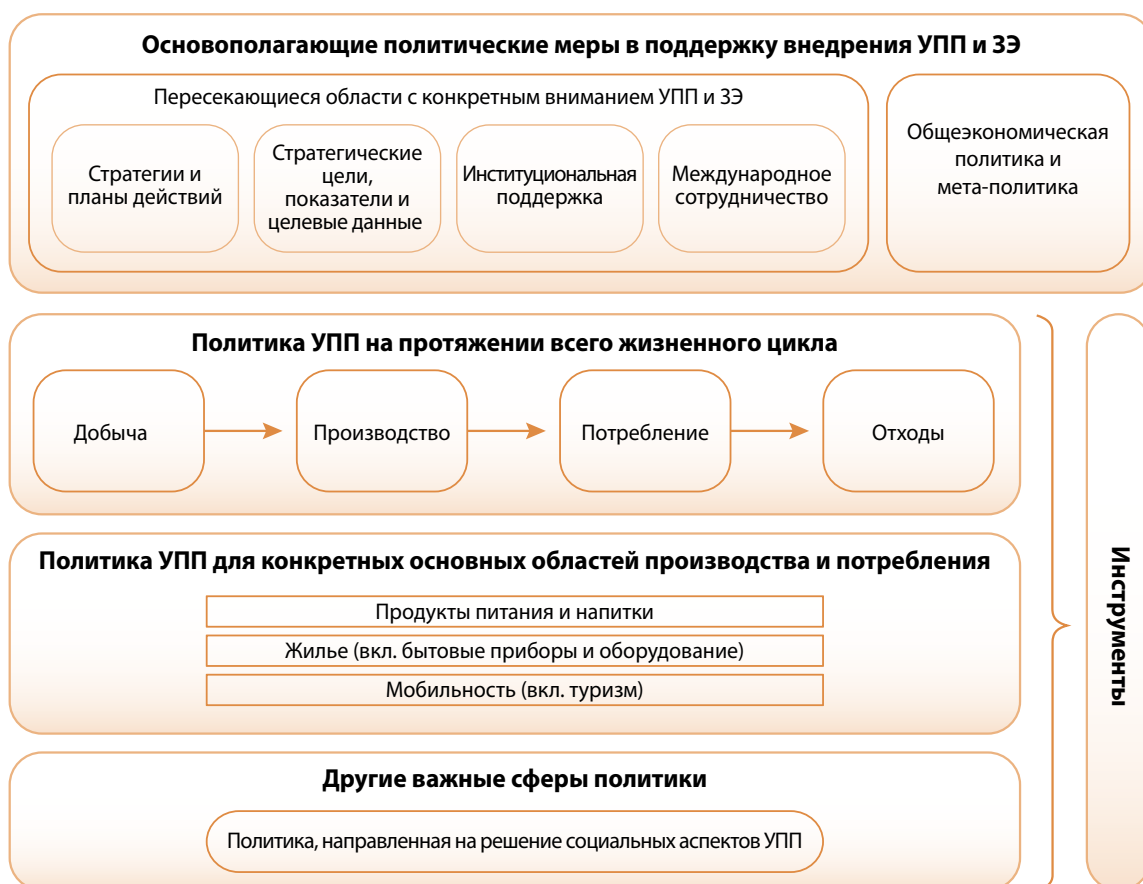 Основополагающие политические меры в поддержку внедрения УПП и ЗЭ
Пересекающиеся области с конкретным вниманием УПП и ЗЭ
Стратегии и
планы действий
Стратегические
цели,
показатели и
целевые данные
Институциональная
поддержка
Международное
сотрудничество
Общеэкономическая
политика и
мета-политика
Политика УПП на протяжении всего жизненного цикла
Добыча
Производство
Потребление
Отходы
Политика УПП для конкретных основных областей производства и потребления
Продукты питания и напитки
Жилье (вкл. бытовые приборы и оборудование)
Мобильность (вкл. туризм)
Другие важные сферы политики
Политика, направленная на решение социальных аспектов УПП
Инструменты